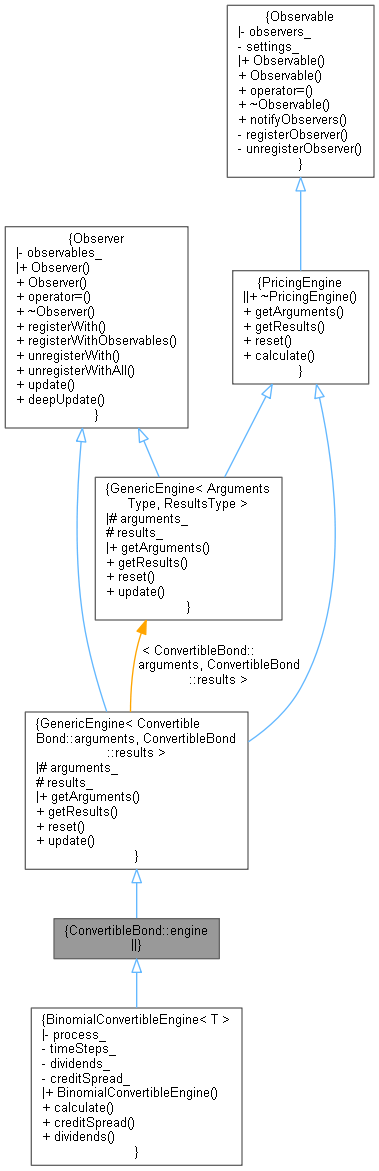 {Observable
|- observers_
- settings_
|+ Observable()
+ Observable()
+ operator=()
+ ~Observable()
+ notifyObservers()
- registerObserver()
- unregisterObserver()
}
{Observer
|- observables_
|+ Observer()
+ Observer()
+ operator=()
+ ~Observer()
+ registerWith()
+ registerWithObservables()
+ unregisterWith()
+ unregisterWithAll()
+ update()
+ deepUpdate()
}
{PricingEngine
||+ ~PricingEngine()
+ getArguments()
+ getResults()
+ reset()
+ calculate()
}
{GenericEngine< Arguments
Type, ResultsType >
|# arguments_
# results_
|+ getArguments()
+ getResults()
+ reset()
+ update()
}
< ConvertibleBond::
arguments, ConvertibleBond
::results >
{GenericEngine< Convertible
Bond::arguments, ConvertibleBond
::results >
|# arguments_
# results_
|+ getArguments()
+ getResults()
+ reset()
+ update()
}
{ConvertibleBond::engine
||}
{BinomialConvertibleEngine< T >
|- process_
- timeSteps_
- dividends_
- creditSpread_
|+ BinomialConvertibleEngine()
+ calculate()
+ creditSpread()
+ dividends()
}